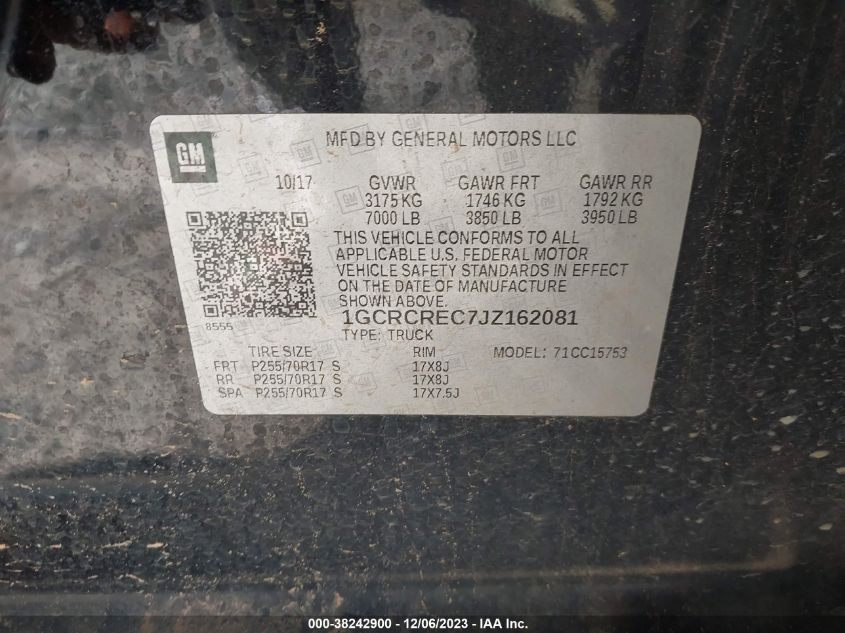 GM
MFD BY GENERAL MOTORS LLC
10/17 GVWR GAWR FRT GAWR RR
3175 KG 1746 KG 1792 KG
7000 LB 3850 LB 3950 LB
THIS VEHICLE CONFORMS TO ALL
APPLICABLE U.S. FEDERAL MOTOR
VEHICLE SAFETY STANDARDS IN EFFECT
ON THE DATE OF MANUFACTURE
SHOWN ABOVE.
8555
1GCRCREC7JZ162081
TYPE: TRUCK
TIRE SIZE RIM MODEL: 71CC15753
FRT P255/70R17 S 17X8J
RR P255/70R17 S 17X8J
SPA P255/70R17 S 17X7.5J
000-38242900 - 12/06/2023 - IAA Inc.